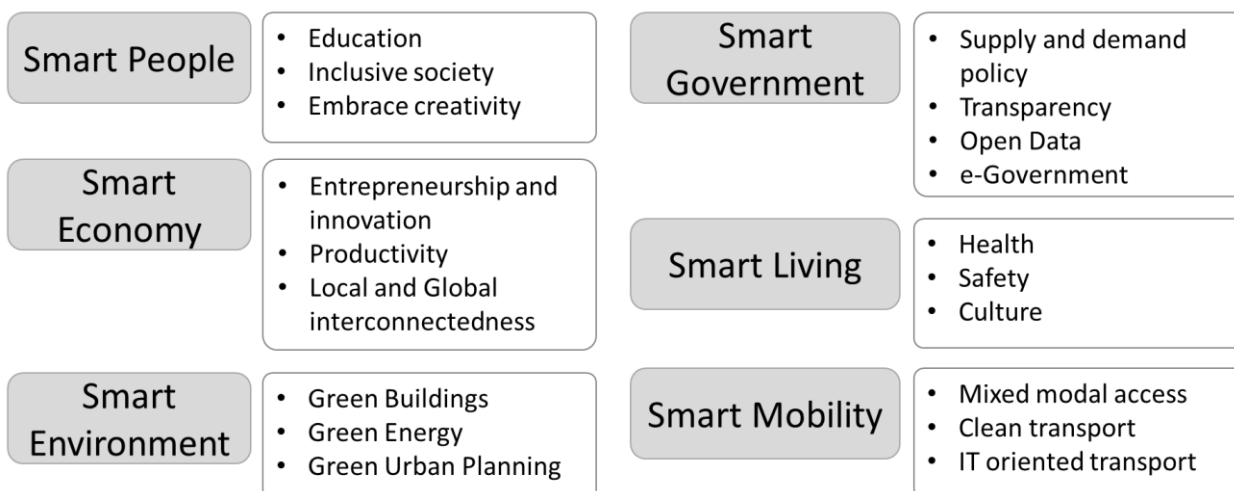 Smart People
• Education
• Inclusive society
• Embrace creativity
Smart
Economy
• Entrepreneurship and
innovation
• Productivity
• Local and Global
interconnectedness
Smart
Environment
• Green Buildings
• Green Energy
• Green Urban Planning
Smart
Government
• Supply and demand
policy
• Transparency
• Open Data
• e-Government
Smart Living
• Health
• Safety
• Culture
Smart Mobility
• Mixed modal access
• Clean transport
• IT oriented transport